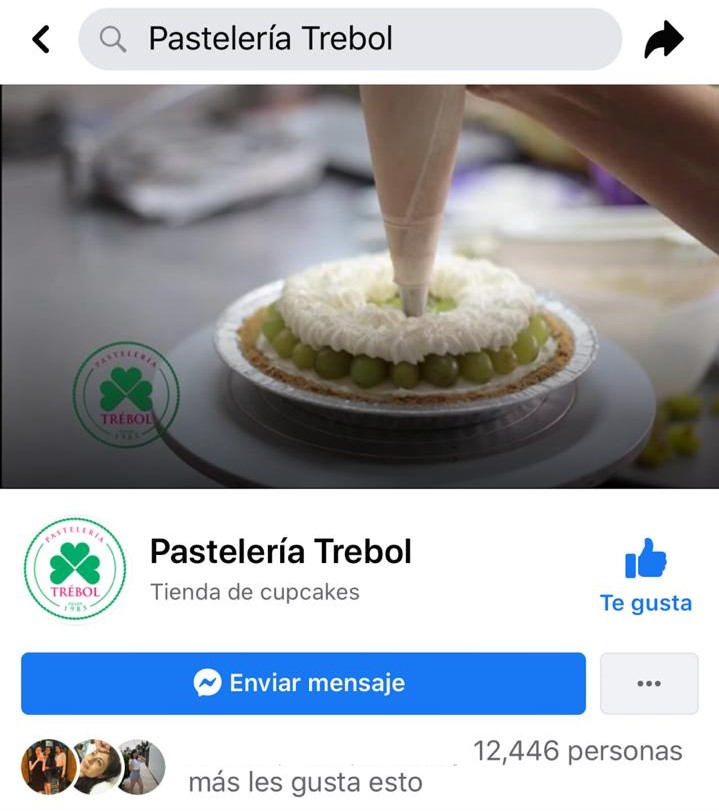 Pastelería Trebol
PASTELERÍA
TRÉBOL
1985
Pastelería Trebol
Tienda de cupcakes
Te gusta
PASTELERÍA
TRÉBOL
DESDE
1985
Enviar mensaje
12,446 personas
más les gusta esto